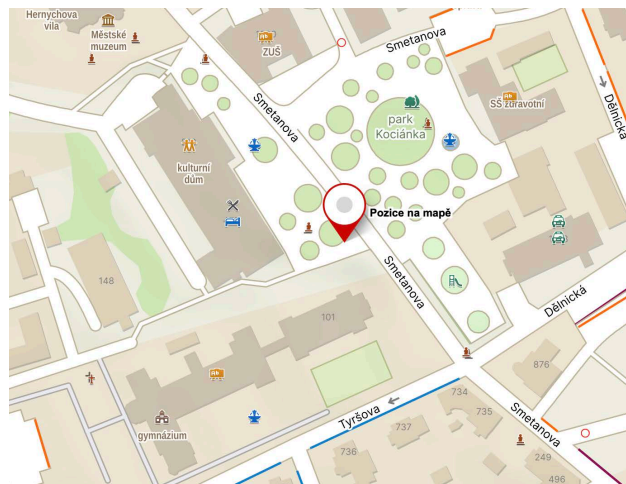 Hernychova
vila
Městské
muzeum
ZUŠ
Smetanova
Smetanova
park
Kociánka
SŠ zdravotní
Dělnická
kulturní
dům
Pozice na mapě
Smetanova
148
101
Dělnická
gymnázium
Tyršova
876
734
735
737
736
Smetanova
249
496